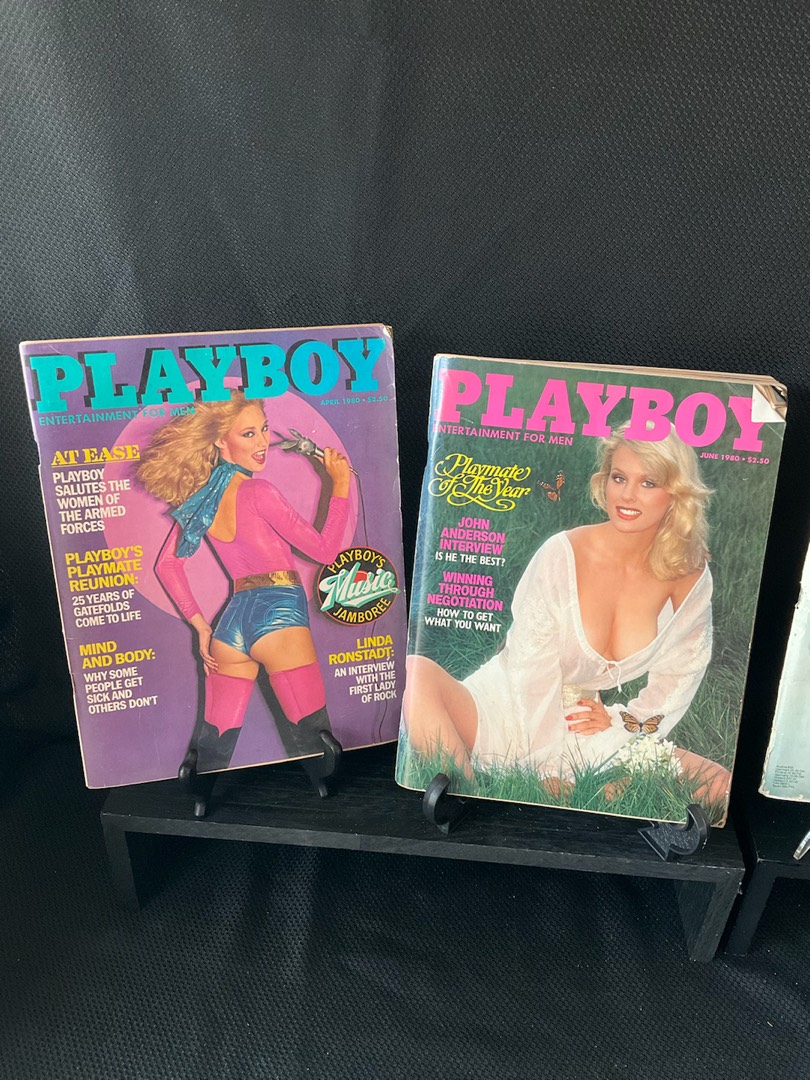 PLAYBOY
ENTERTAINMENT FOR MEN
APRIL 1980 • $2.50
AT EASE
PLAYBOY
SALUTES THE
WOMEN OF
THE ARMED
FORCES
PLAYBOY'S
PLAYMATE
REUNION:
25 YEARS OF
GATEFOLDS
COME TO LIFE
MIND
AND BODY:
WHY SOME
PEOPLE GET
SICK AND
OTHERS DON'T
PLAYBOY'S
Music
JAMBOREE
LINDA
RONSTADT:
AN INTERVIEW
WITH THE
FIRST LADY
OF ROCK
PLAYBOY
ENTERTAINMENT FOR MEN
JUNE 1980 • $2.50
Playmate
of The Year
JOHN
ANDERSON
INTERVIEW
IS HE THE BEST?
WINNING
THROUGH
NEGOTIATION
HOW TO GET
WHAT YOU WANT